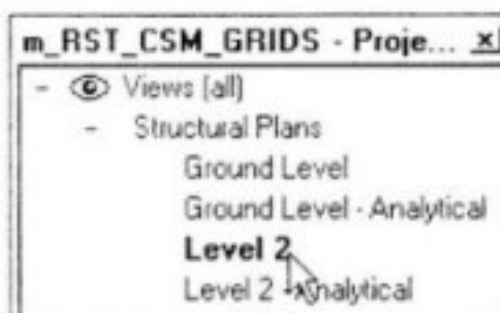 m_RST_CSM_GRIDS - Proje...
- Views (all)
- Structural Plans
Ground Level
Ground Level - Analytical
Level 2
Level 2 - Analytical